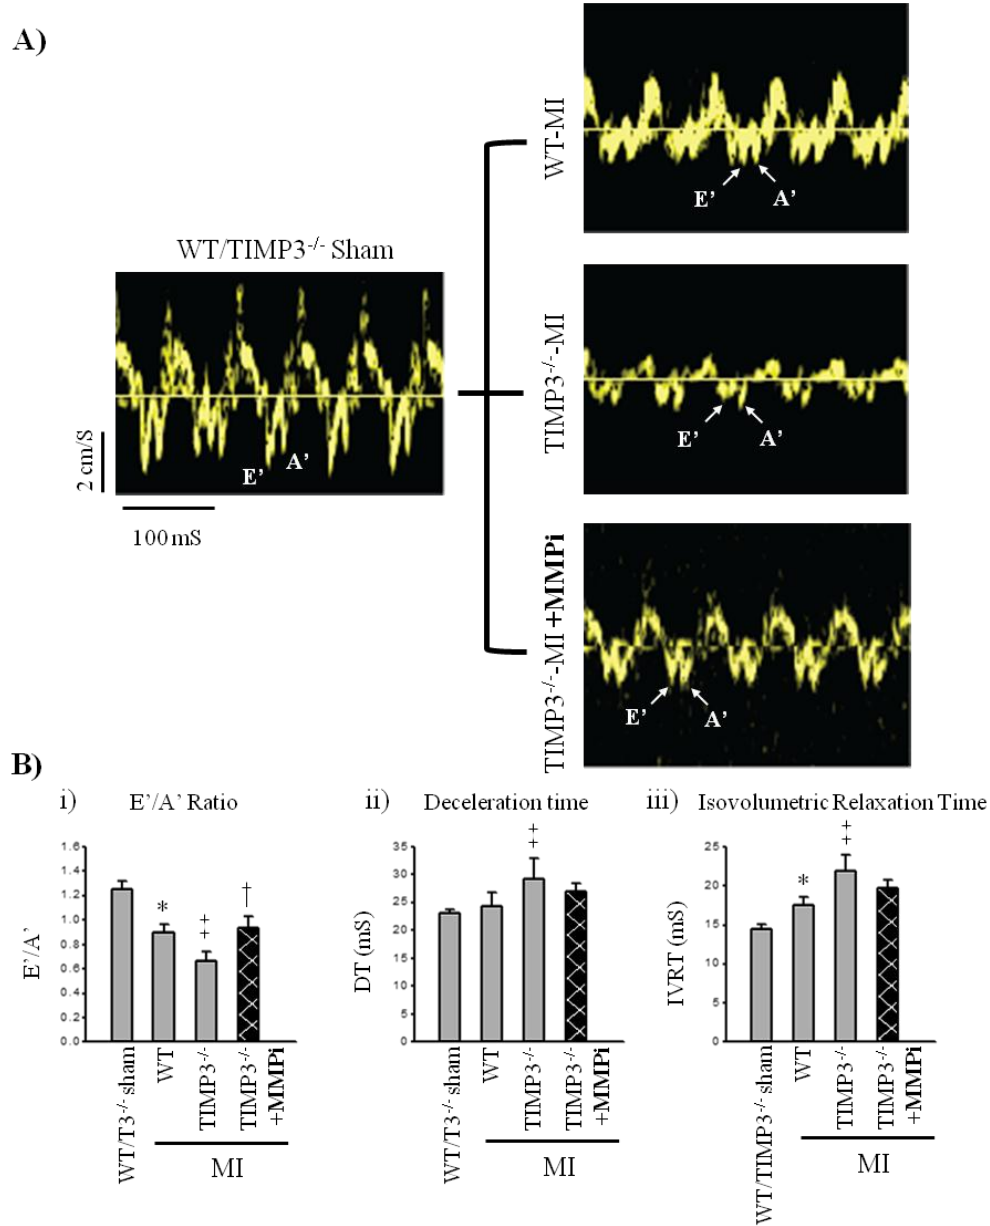 A)
WT/TIMP3-/- Sham
2 cm/S
100 mS
E’
A’
WT-MI
E’
A’
TIMP3-/--MI
E’
A’
TIMP3-/--MI +MMPi
E’
A’
B)
i) E’/A’ Ratio
E’/A’
1.6
1.4
1.2
1.0
0.8
0.6
0.4
0.2
0.0
*
‡
†
WT/T3-/- sham
WT
TIMP3-/-
TIMP3-/-
+MMPi
MI
ii) Deceleration time
DT (mS)
35
30
25
20
15
10
5
0
‡
WT/T3-/- sham
WT
TIMP3-/-
TIMP3-/-
+MMPi
MI
iii) Isovolumetric Relaxation Time
IVRT (mS)
25
20
15
10
5
0
*
‡
WT/TIMP3-/- sham
WT
TIMP3-/-
TIMP3-/-
+MMPi
MI